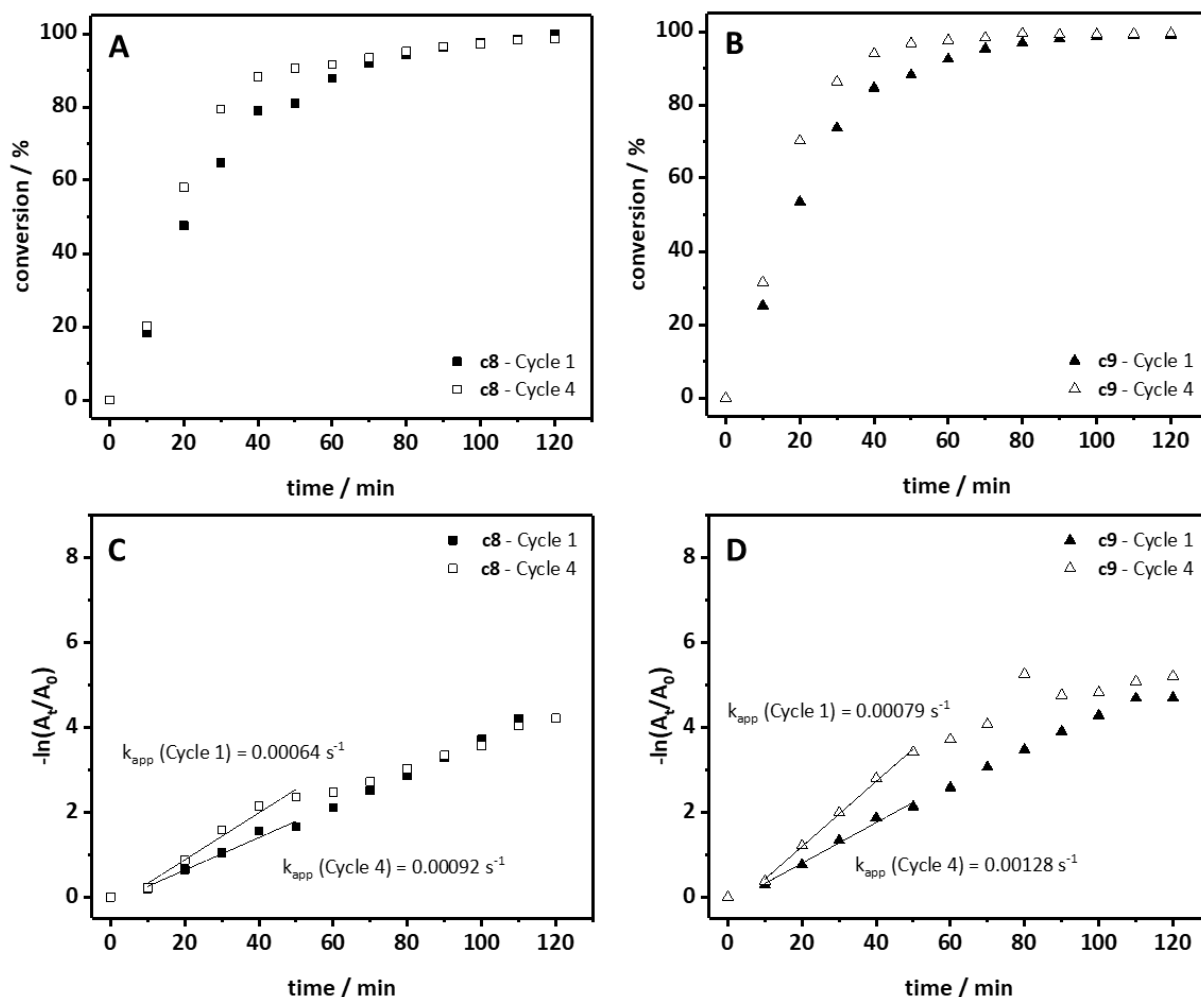 A
100
80
60
40
20
0
conversion / %
c8 - Cycle 1
c8 - Cycle 4
0 20 40 60 80 100 120
time / min
B
100
80
60
40
20
0
conversion / %
c9 - Cycle 1
c9 - Cycle 4
0 20 40 60 80 100 120
time / min
C
8
6
4
2
0
-ln(At/A0)
c8 - Cycle 1
c8 - Cycle 4
kapp (Cycle 1) = 0.00064 s-1
kapp (Cycle 4) = 0.00092 s-1
0 20 40 60 80 100 120
time / min
D
8
6
4
2
0
-ln(At/A0)
c9 - Cycle 1
c9 - Cycle 4
kapp (Cycle 1) = 0.00079 s-1
kapp (Cycle 4) = 0.00128 s-1
0 20 40 60 80 100 120
time / min